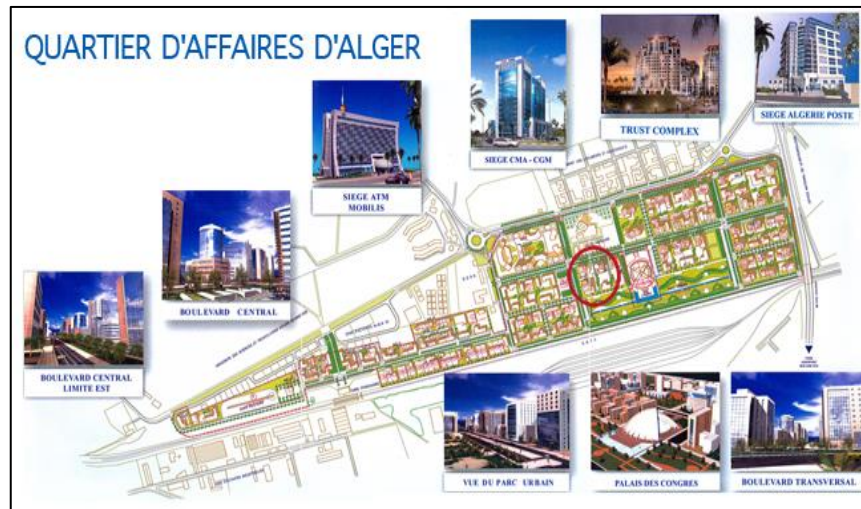 QUARTIER D'AFFAIRES D'ALGER
SIEGE ALGERIE POSTE
TRUST COMPLEX
SIEGE CMA - CGM
SIEGE ATM
MOBILIS
BOULEVARD CENTRAL
BOULEVARD CENTRAL
LIMITE EST
VUE DU PARC URBAIN
PALAIS DES CONGRES
BOULEVARD TRANSVERSAL